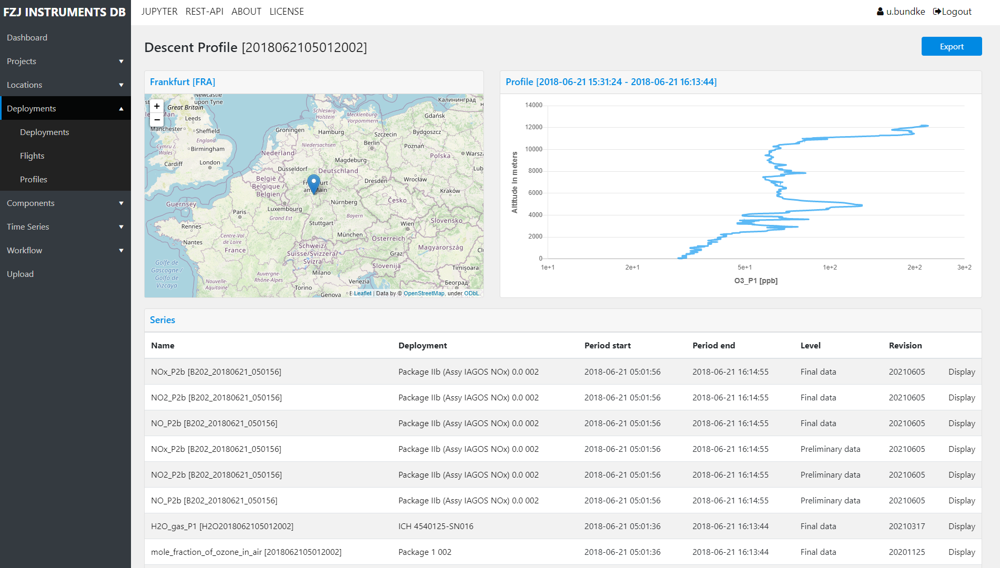 FZJ INSTRUMENTS DB
JUPYTER REST-API ABOUT LICENSE
u.bundke Logout
Dashboard
Projects
Locations
Deployments
Deployments
Flights
Profiles
Components
Time Series
Workflow
Upload
Descent Profile [2018062105012002]
Export
Frankfurt [FRA]
+
−
Newcastle
upon Tyne
Great Britain
Leeds
Manchester
Sheffield
England
Cymru /
Wales
Birmingham
Cardiff
London
Guernsey
Schleswig-
Holstein
Mecklenburg-
Vorpommern
Калининград
Gdańsk
Groningen
Hamburg
Szczecin
Bydgoszcz
Niedersachsen
Berlin
Poznań
Nederland
Magdeburg
Polska
Warsz
Düsseldorf
Deutschland
Lub
België /
Belgique /
Belgien
Frankfurt
am Main
Dresden
Wrocław
Kraków
Luxembourg
Nürnberg
Česko
Paris
Grand Est
Bayern
Slovensko
Rennes
Stuttgart
Wien
München
Nantes
Centre-Val
de Loire
France
Österreich
Magyarország
Schweiz/
Suisse/Svizzera/
Svizra
Graz
Slovenija
Timișoara
Golfe de
Gascogne /
Golfo de
Vizcaya
Auvergne-
Rhône-Alpes
Milano
Venezia
Nouvelle-
Aquitaine
Torino
Београд
Genova
Leaflet | Data by © OpenStreetMap, under ODbL.
Profile [2018-06-21 15:31:24 - 2018-06-21 16:13:44]
14000
12000
10000
8000
6000
4000
2000
0
Altitude in meters
1e+1 2e+1 5e+1 1e+2 2e+2 3e+2
O3_P1 [ppb]
Series
Name Deployment Period start Period end Level Revision
NOx_P2b [B202_20180621_050156] Package IIb (Assy IAGOS NOx) 0.0 002 2018-06-21 05:01:56 2018-06-21 16:14:55 Final data 20210605 Display
NO2_P2b [B202_20180621_050156] Package IIb (Assy IAGOS NOx) 0.0 002 2018-06-21 05:01:56 2018-06-21 16:14:55 Final data 20210605 Display
NO_P2b [B202_20180621_050156] Package IIb (Assy IAGOS NOx) 0.0 002 2018-06-21 05:01:56 2018-06-21 16:14:55 Final data 20210605 Display
NOx_P2b [B202_20180621_050156] Package IIb (Assy IAGOS NOx) 0.0 002 2018-06-21 05:01:56 2018-06-21 16:14:55 Preliminary data 20210605 Display
NO2_P2b [B202_20180621_050156] Package IIb (Assy IAGOS NOx) 0.0 002 2018-06-21 05:01:56 2018-06-21 16:14:55 Preliminary data 20210605 Display
NO_P2b [B202_20180621_050156] Package IIb (Assy IAGOS NOx) 0.0 002 2018-06-21 05:01:56 2018-06-21 16:14:55 Preliminary data 20210605 Display
H2O_gas_P1 [H2O2018062105012002] ICH 4540125-SN016 2018-06-21 05:01:36 2018-06-21 16:13:44 Final data 20210317 Display
mole_fraction_of_ozone_in_air [2018062105012002] Package 1 002 2018-06-21 05:01:36 2018-06-21 16:13:44 Final data 20201125 Display